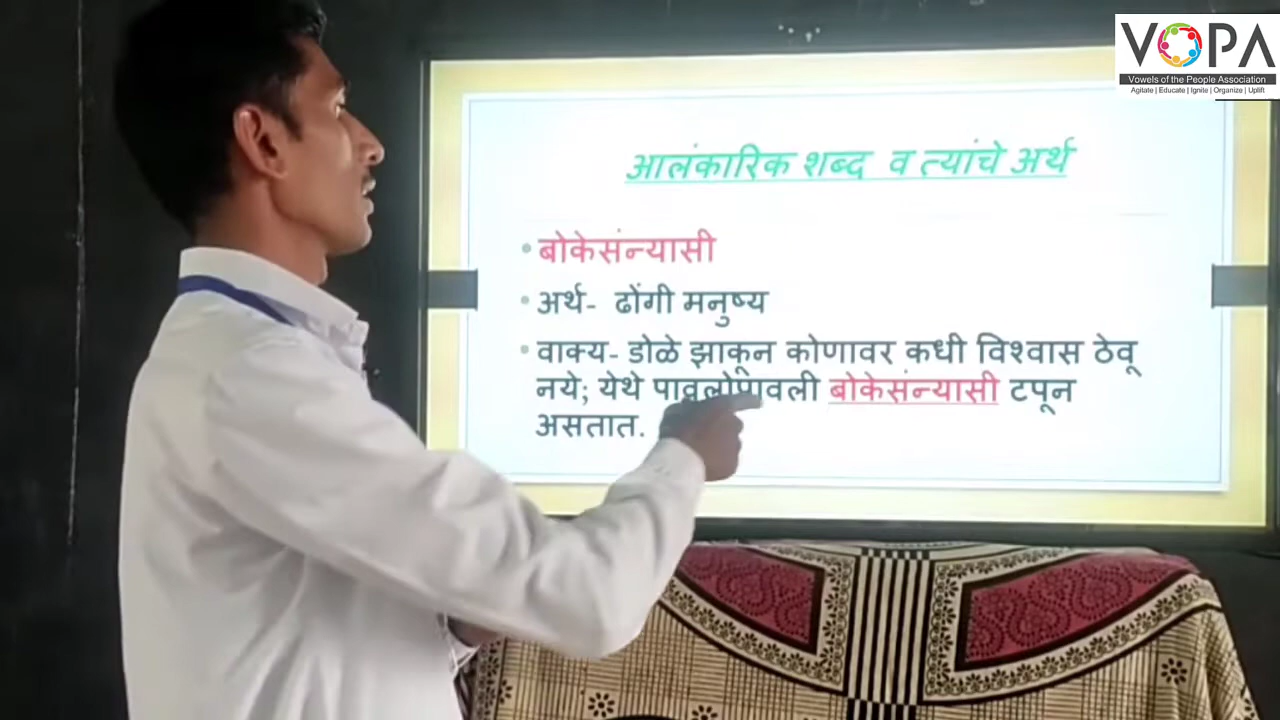 VOPA
Vowels of the People Association
Agitate | Educate | Ignite | Organize | Uplift
आलंकारिक शब्द व त्यांचे अर्थ
• बोकेसंन्यासी
• अर्थ- ढोंगी मनुष्य
• वाक्य- डोळे झाकून कोणावर कधी विश्वास ठेवू
नये; येथे पावलोपावली बोकेसंन्यासी टपून
असतात.